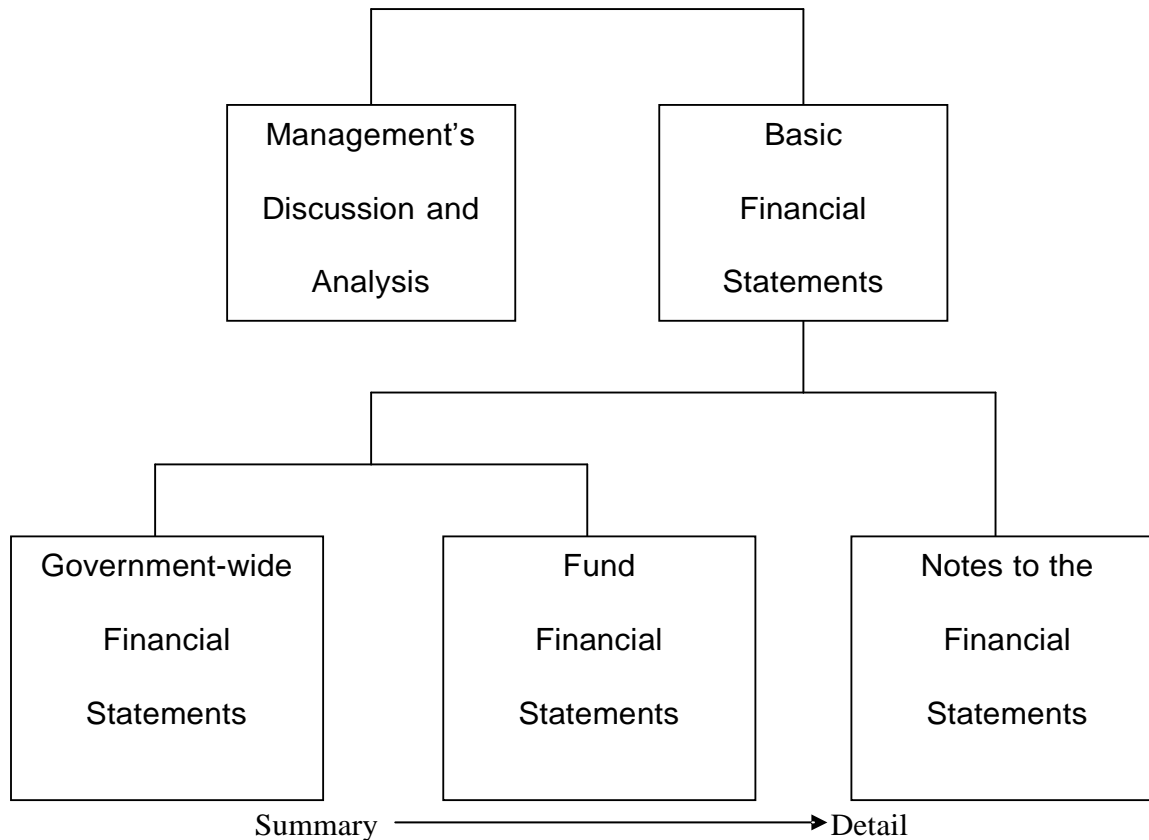 Management’s
Discussion and
Analysis
Basic
Financial
Statements
Government-wide
Financial
Statements
Fund
Financial
Statements
Notes to the
Financial
Statements
Summary
Detail